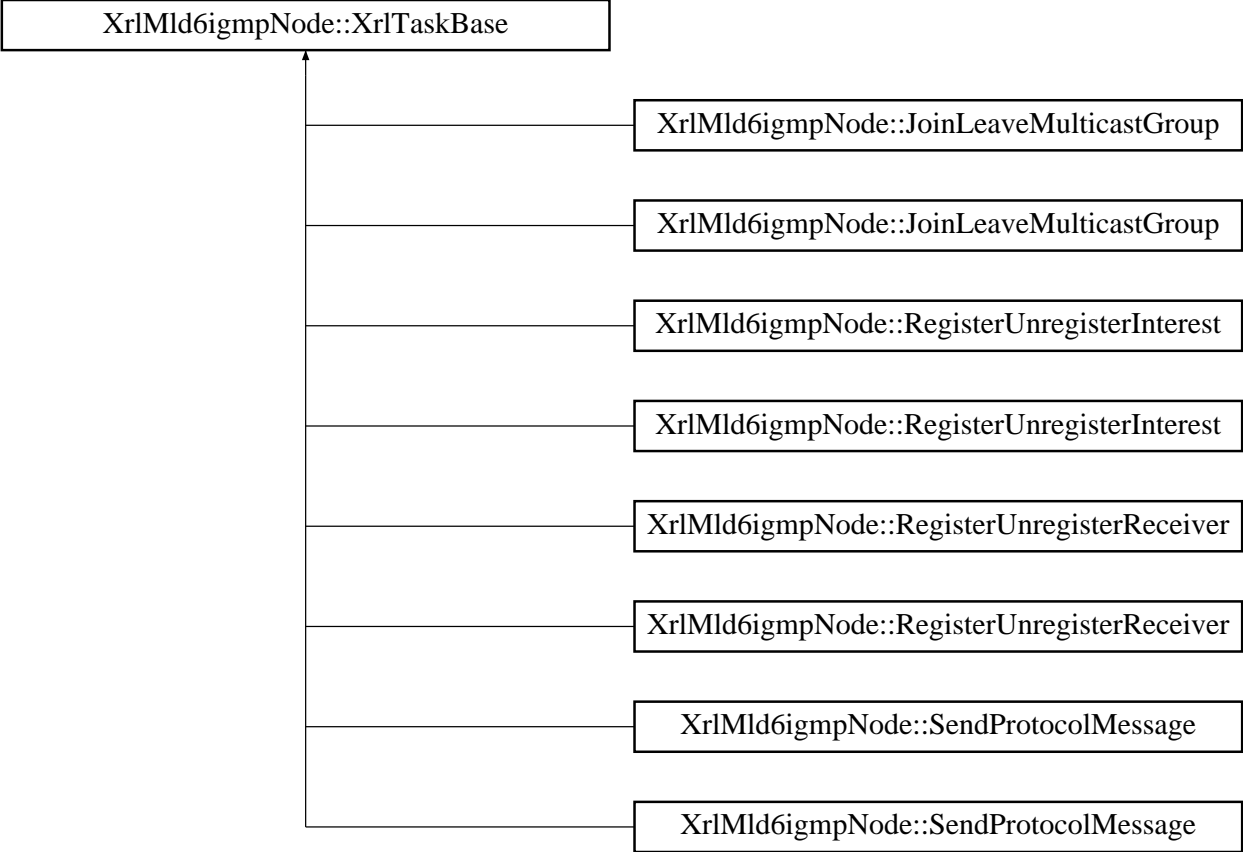 XrlMld6igmpNode::XrlTaskBase
XrlMld6igmpNode::JoinLeaveMulticastGroup
XrlMld6igmpNode::JoinLeaveMulticastGroup
XrlMld6igmpNode::RegisterUnregisterInterest
XrlMld6igmpNode::RegisterUnregisterInterest
XrlMld6igmpNode::RegisterUnregisterReceiver
XrlMld6igmpNode::RegisterUnregisterReceiver
XrlMld6igmpNode::SendProtocolMessage
XrlMld6igmpNode::SendProtocolMessage